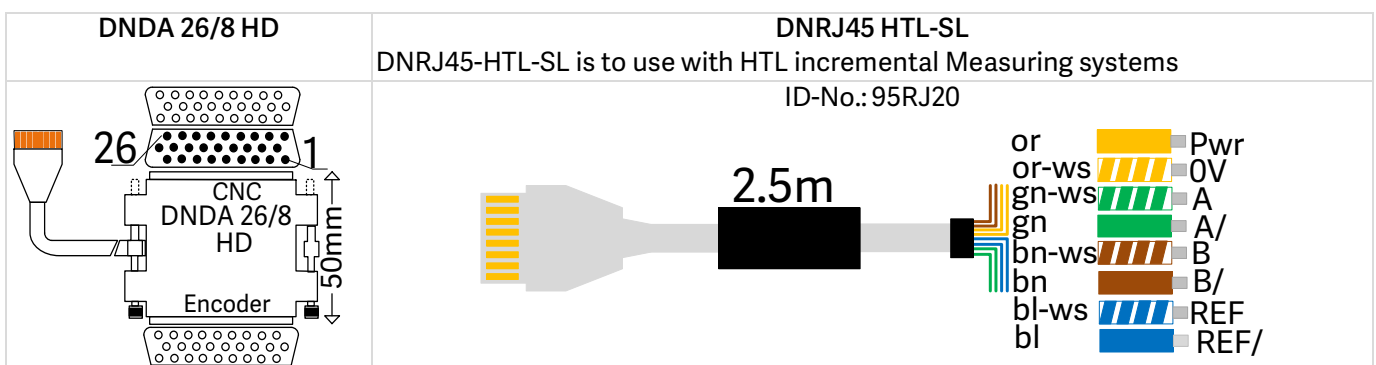 DNDA 26/8 HD
DNRJ45 HTL-SL
DNRJ45-HTL-SL is to use with HTL incremental Measuring systems
ID-No.: 95RJ20
26
1
CNC
DNDA 26/8
HD
50mm
Encoder
2.5m
or Pwr
or-ws 0V
gn-ws A
gn A/
bn-ws B
bn B/
bl-ws REF
bl REF/